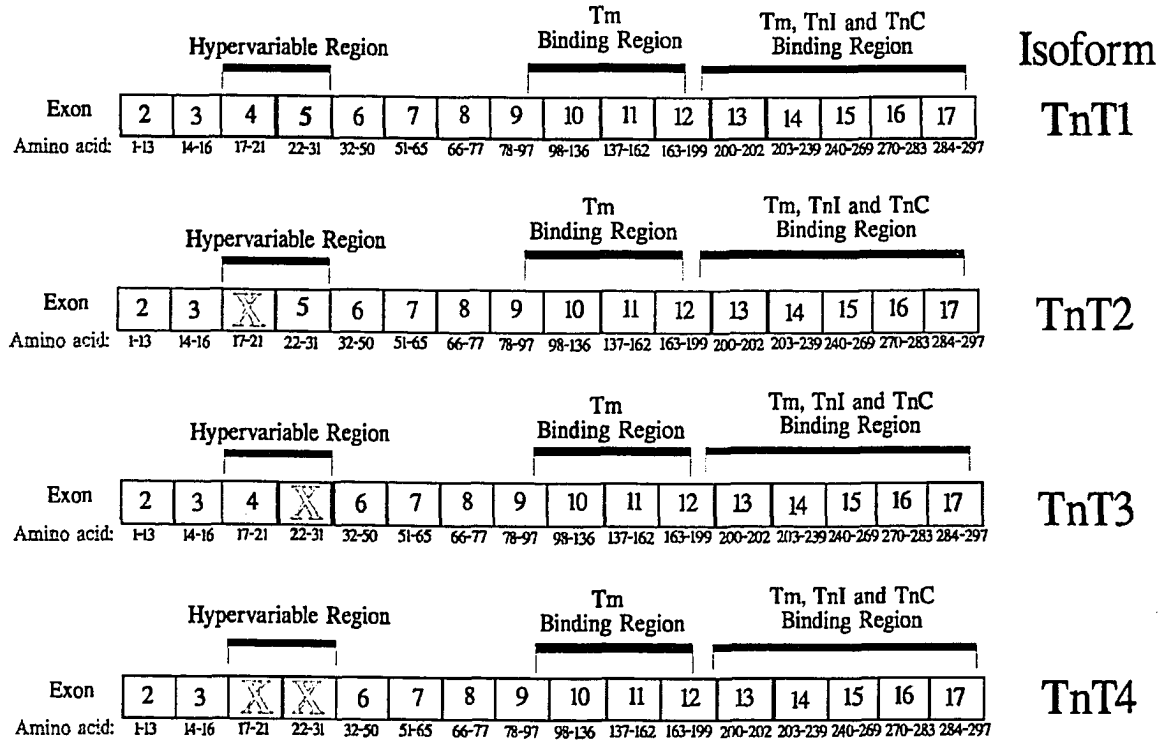 Tm
Tm, TnI and TnC
Hypervariable Region
Binding Region
Binding Region
Isoform
Exon 2 3 4 5 6 7 8 9 10 11 12 13 14 15 16 17
TnT1
Amino acid: 1-13 14-16 17-21 22-31 32-50 51-65 66-77 78-97 98-136 137-162 163-199 200-202 203-239 240-269 270-283 284-297
Tm
Tm, TnI and TnC
Hypervariable Region
Binding Region
Binding Region
Exon 2 3 X 5 6 7 8 9 10 11 12 13 14 15 16 17
TnT2
Amino acid: 1-13 14-16 17-21 22-31 32-50 51-65 66-77 78-97 98-136 137-162 163-199 200-202 203-239 240-269 270-283 284-297
Tm
Tm, TnI and TnC
Hypervariable Region
Binding Region
Binding Region
Exon 2 3 4 X 6 7 8 9 10 11 12 13 14 15 16 17
TnT3
Amino acid: 1-13 14-16 17-21 22-31 32-50 51-65 66-77 78-97 98-136 137-162 163-199 200-202 203-239 240-269 270-283 284-297
Tm
Tm, TnI and TnC
Hypervariable Region
Binding Region
Binding Region
Exon 2 3 X X 6 7 8 9 10 11 12 13 14 15 16 17
TnT4
Amino acid: 1-13 14-16 17-21 22-31 32-50 51-65 66-77 78-97 98-136 137-162 163-199 200-202 203-239 240-269 270-283 284-297